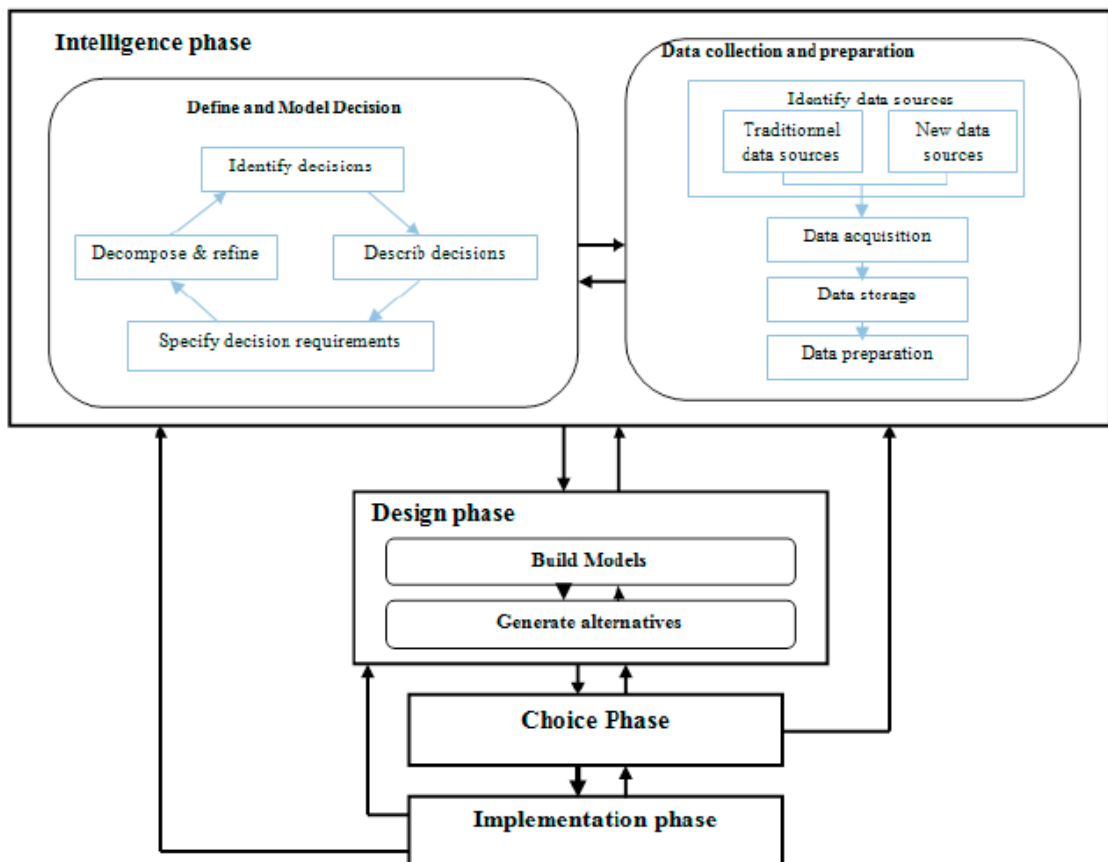 Intelligence phase
Define and Model Decision
Identify decisions
Decompose & refine
Describ decisions
Specify decision requirements
Data collection and preparation
Identify data sources
Traditionnel
data sources
New data
sources
Data acquisition
Data storage
Data preparation
Design phase
Build Models
Generate alternatives
Choice Phase
Implementation phase